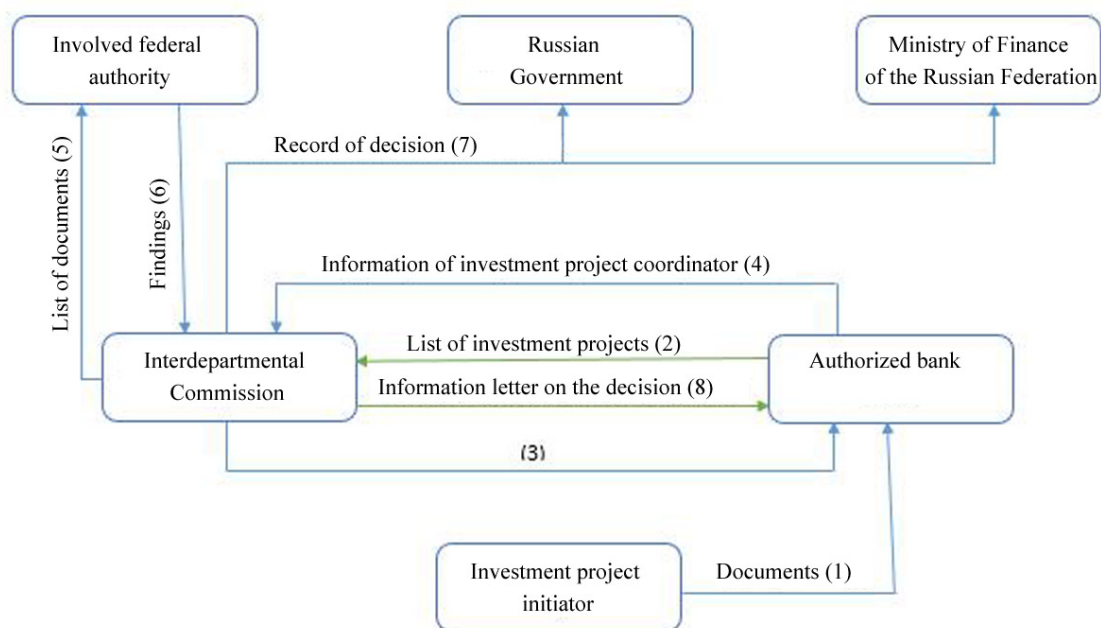 Involved federal
authority
Russian
Government
Ministry of Finance
of the Russian Federation
List of documents (5)
Findings (6)
Record of decision (7)
Information of investment project coordinator (4)
Interdepartmental
Commission
List of investment projects (2)
Information letter on the decision (8)
Authorized bank
(3)
Investment project
initiator
Documents (1)